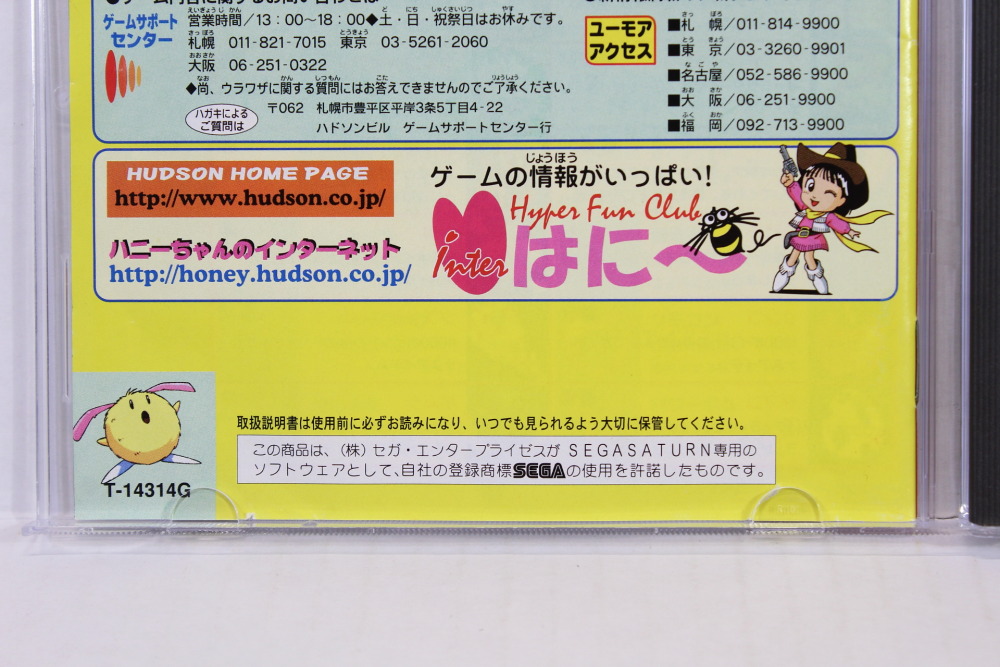 ゲームサポートセンター
営業時間/13:00~18:00◆土・日・祝祭日はお休みです。
札幌 011-821-7015 東京 03-5261-2060
大阪 06-251-0322
◆尚、ウラワザに関する質問にはお答えできませんのでご了承ください。
ハガキによるご質問は
〒062 札幌市豊平区平岸3条5丁目4-22
ハドソンビル ゲームサポートセンター行
ユーモアアクセス
■札 幌/011-814-9900
■東 京/03-3260-9901
■名古屋/052-586-9900
■大 阪/06-251-9900
■福 岡/092-713-9900
HUDSON HOME PAGE
http://www.hudson.co.jp/
ハニーちゃんのインターネット
http://honey.hudson.co.jp/
ゲームの情報がいっぱい!
Hyper Fun Club
inter はに〜
T-14314G
取扱説明書は使用前に必ずお読みになり、いつでも見られるよう大切に保管してください。
この商品は、(株)セガ・エンタープライゼスが SEGASATURN専用の
ソフトウェアとして、自社の登録商標SEGAの使用を許諾したものです。